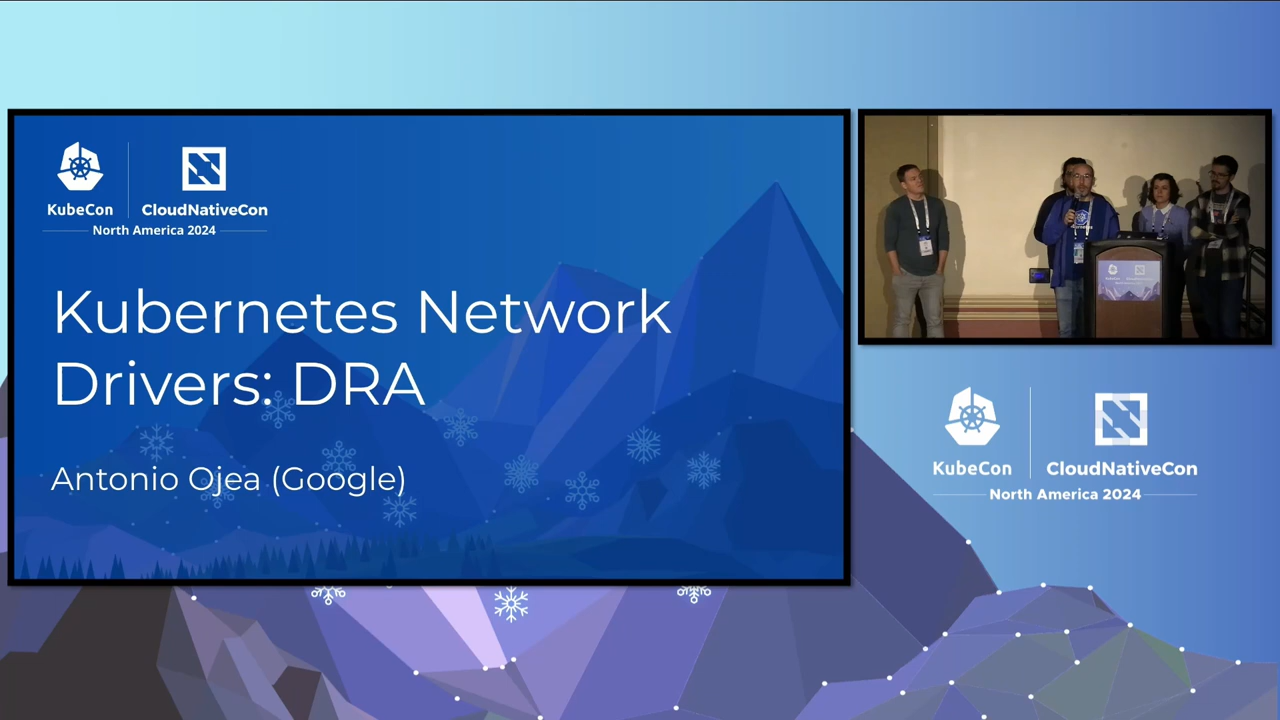 KubeCon
CloudNativeCon
North America 2024
Kubernetes Network
Drivers: DRA
Antonio Ojea (Google)
KubeCon
CloudNativeCon
North America 2024